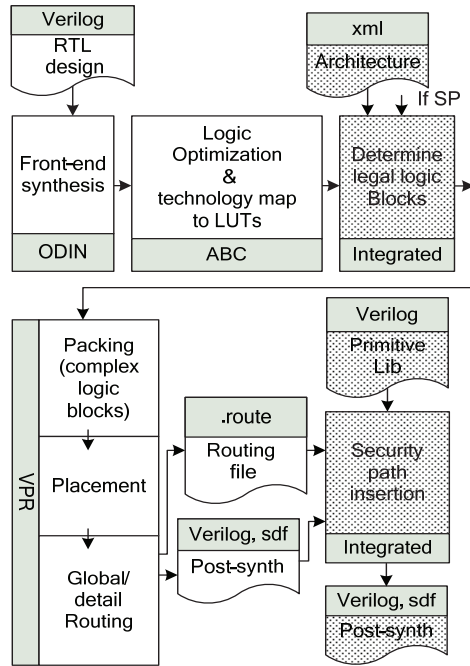 Verilog
RTL
design
xml
Architecture
If SP
Front-end
synthesis
ODIN
Logic
Optimization
&
technology map
to LUTs
ABC
Determine
legal logic
Blocks
Integrated
VPR
Packing
(complex
logic
blocks)
Placement
Global/
detail
Routing
.route
Routing
file
Verilog, sdf
Post-synth
Verilog
Primitive
Lib
Security
path
insertion
Integrated
Verilog, sdf
Post-synth